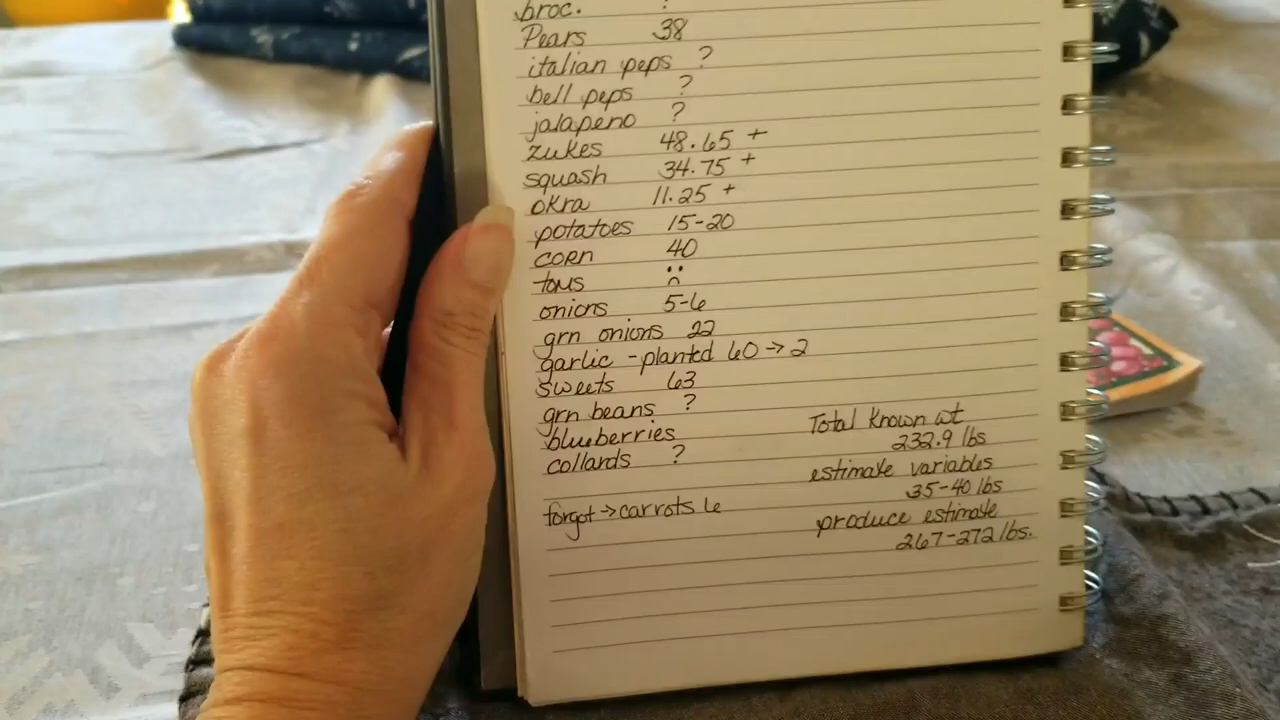 broc. ?
Pears 38
italian peps ?
bell peps ?
jalapeno ?
zukes 48.65 +
squash 34.75 +
okra 11.25 +
potatoes 15-20
corn 40
toms :(
onions 5-6
grn onions 22
garlic - planted 60 → 2
sweets 63
grn beans ?
blueberries
collards ?
forgot → carrots 6
Total Known wt
232.9 lbs
estimate variables
35-40 lbs
produce estimate
267-272 lbs.